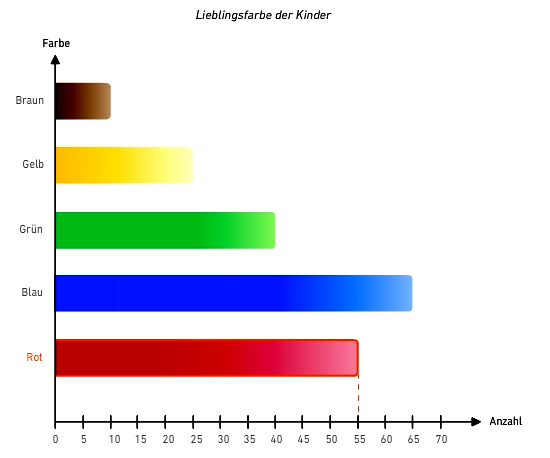 Lieblingsfarbe der Kinder
Farbe
Braun
Gelb
Grün
Blau
Rot
Anzahl
0 5 10 15 20 25 30 35 40 45 50 55 60 65 70